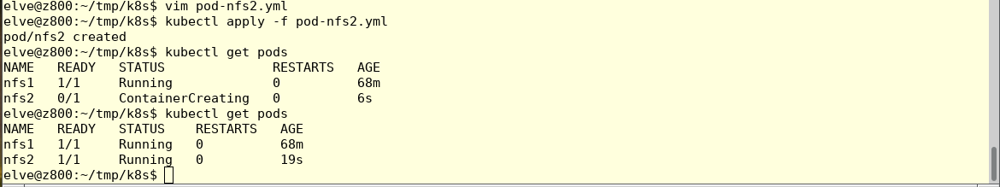 elve@z800:~/tmp/k8s$ vim pod-nfs2.yml
elve@z800:~/tmp/k8s$ kubectl apply -f pod-nfs2.yml
pod/nfs2 created
elve@z800:~/tmp/k8s$ kubectl get pods
NAME   READY   STATUS              RESTARTS   AGE
nfs1   1/1     Running             0          68m
nfs2   0/1     ContainerCreating   0          6s
elve@z800:~/tmp/k8s$ kubectl get pods
NAME   READY   STATUS    RESTARTS   AGE
nfs1   1/1     Running   0          68m
nfs2   1/1     Running   0          19s
elve@z800:~/tmp/k8s$